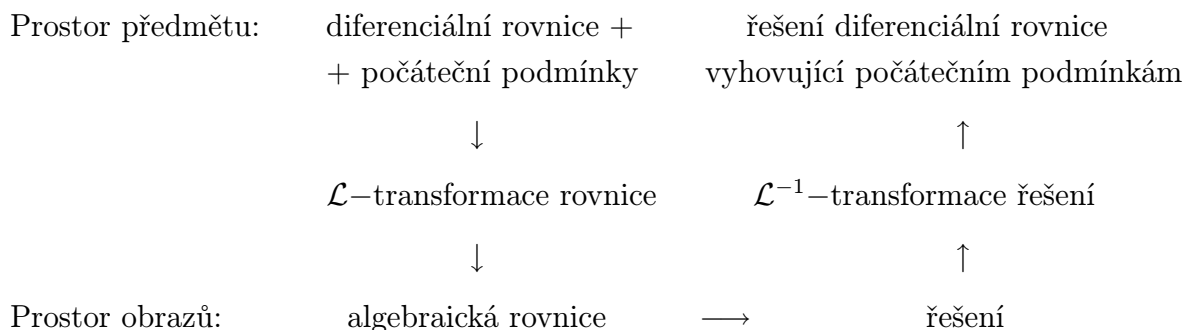 Prostor předmětu: diferenciální rovnice + řešení diferenciální rovnice
+ počáteční podmínky vyhovující počátečním podmínkám
↓ ↑
ℒ−transformace rovnice ℒ⁻¹−transformace řešení
↓ ↑
Prostor obrazů: algebraická rovnice ⟶ řešení